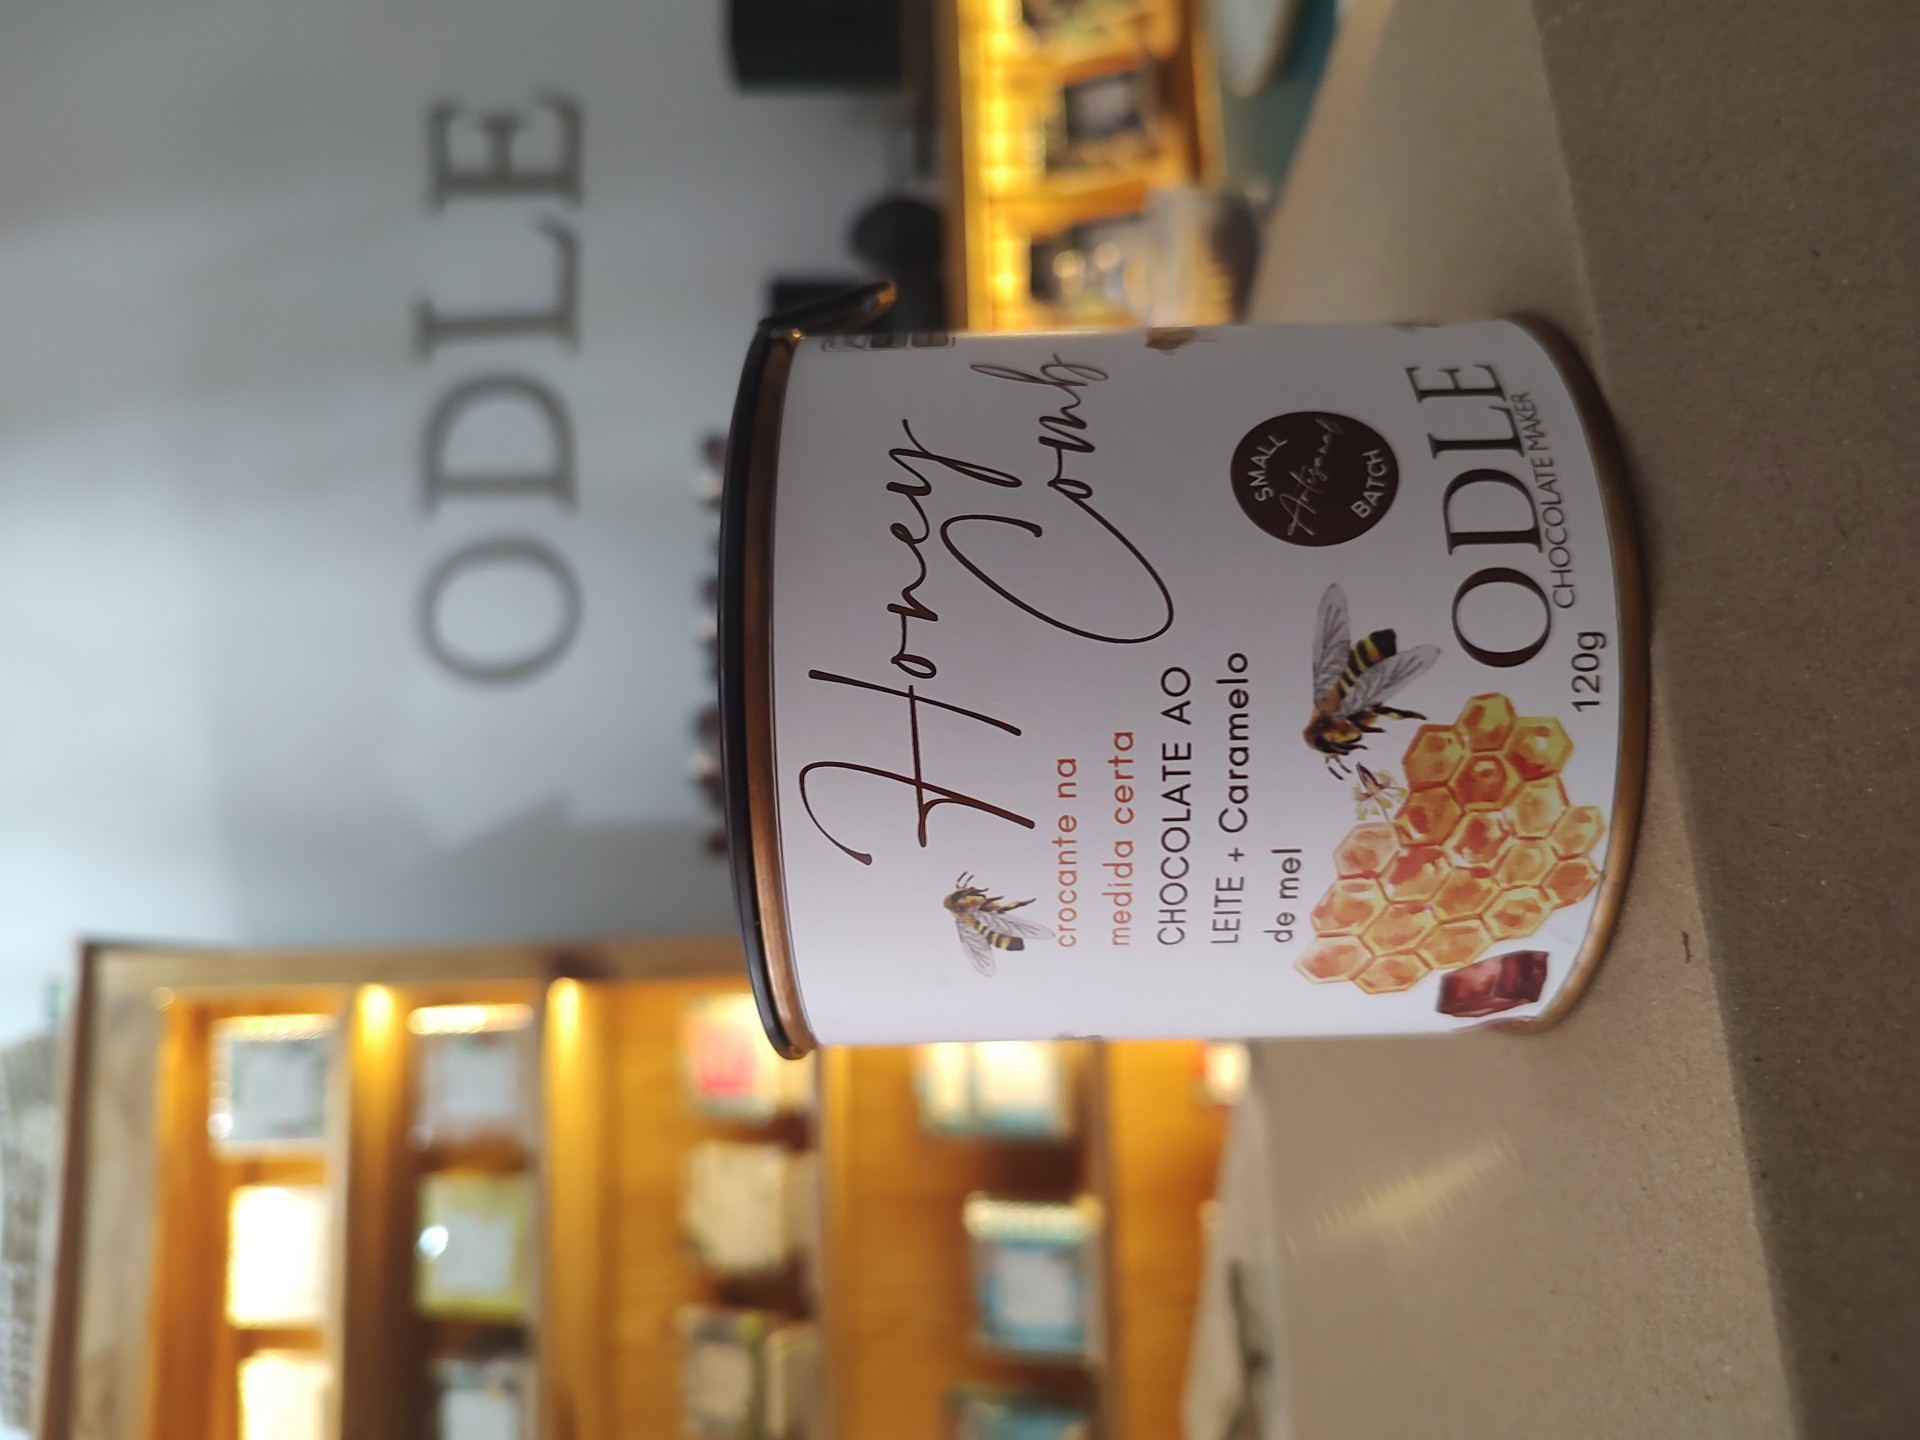 ODLE
Honey
Comb
crocante na
medida certa
CHOCOLATE AO
LEITE + Caramelo
de mel
SMALL
Artesanal
BATCH
ODLE
CHOCOLATE MAKER
120g